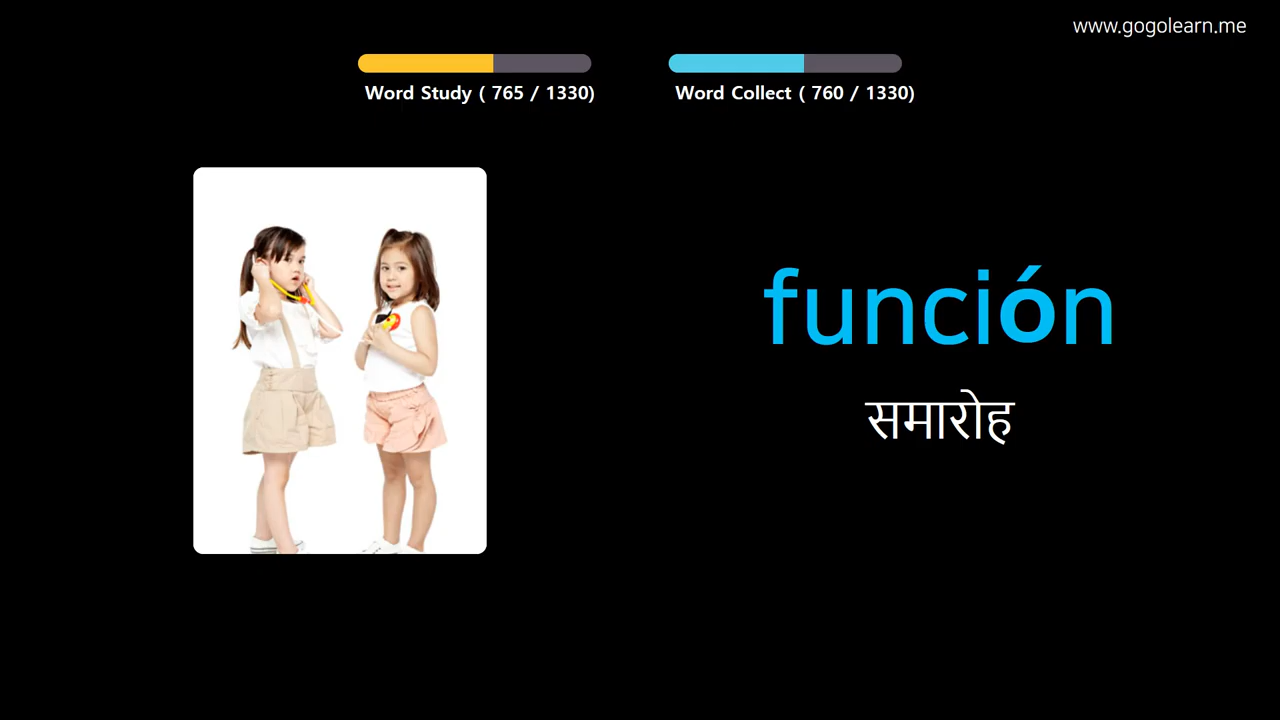 www.gogolearn.me
Word Study ( 765 / 1330)
Word Collect ( 760 / 1330)
función
समारोह